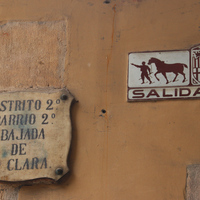 STRITO 2º
ARRIO 2º
BAJADA
DE
CLARA.
SALIDA